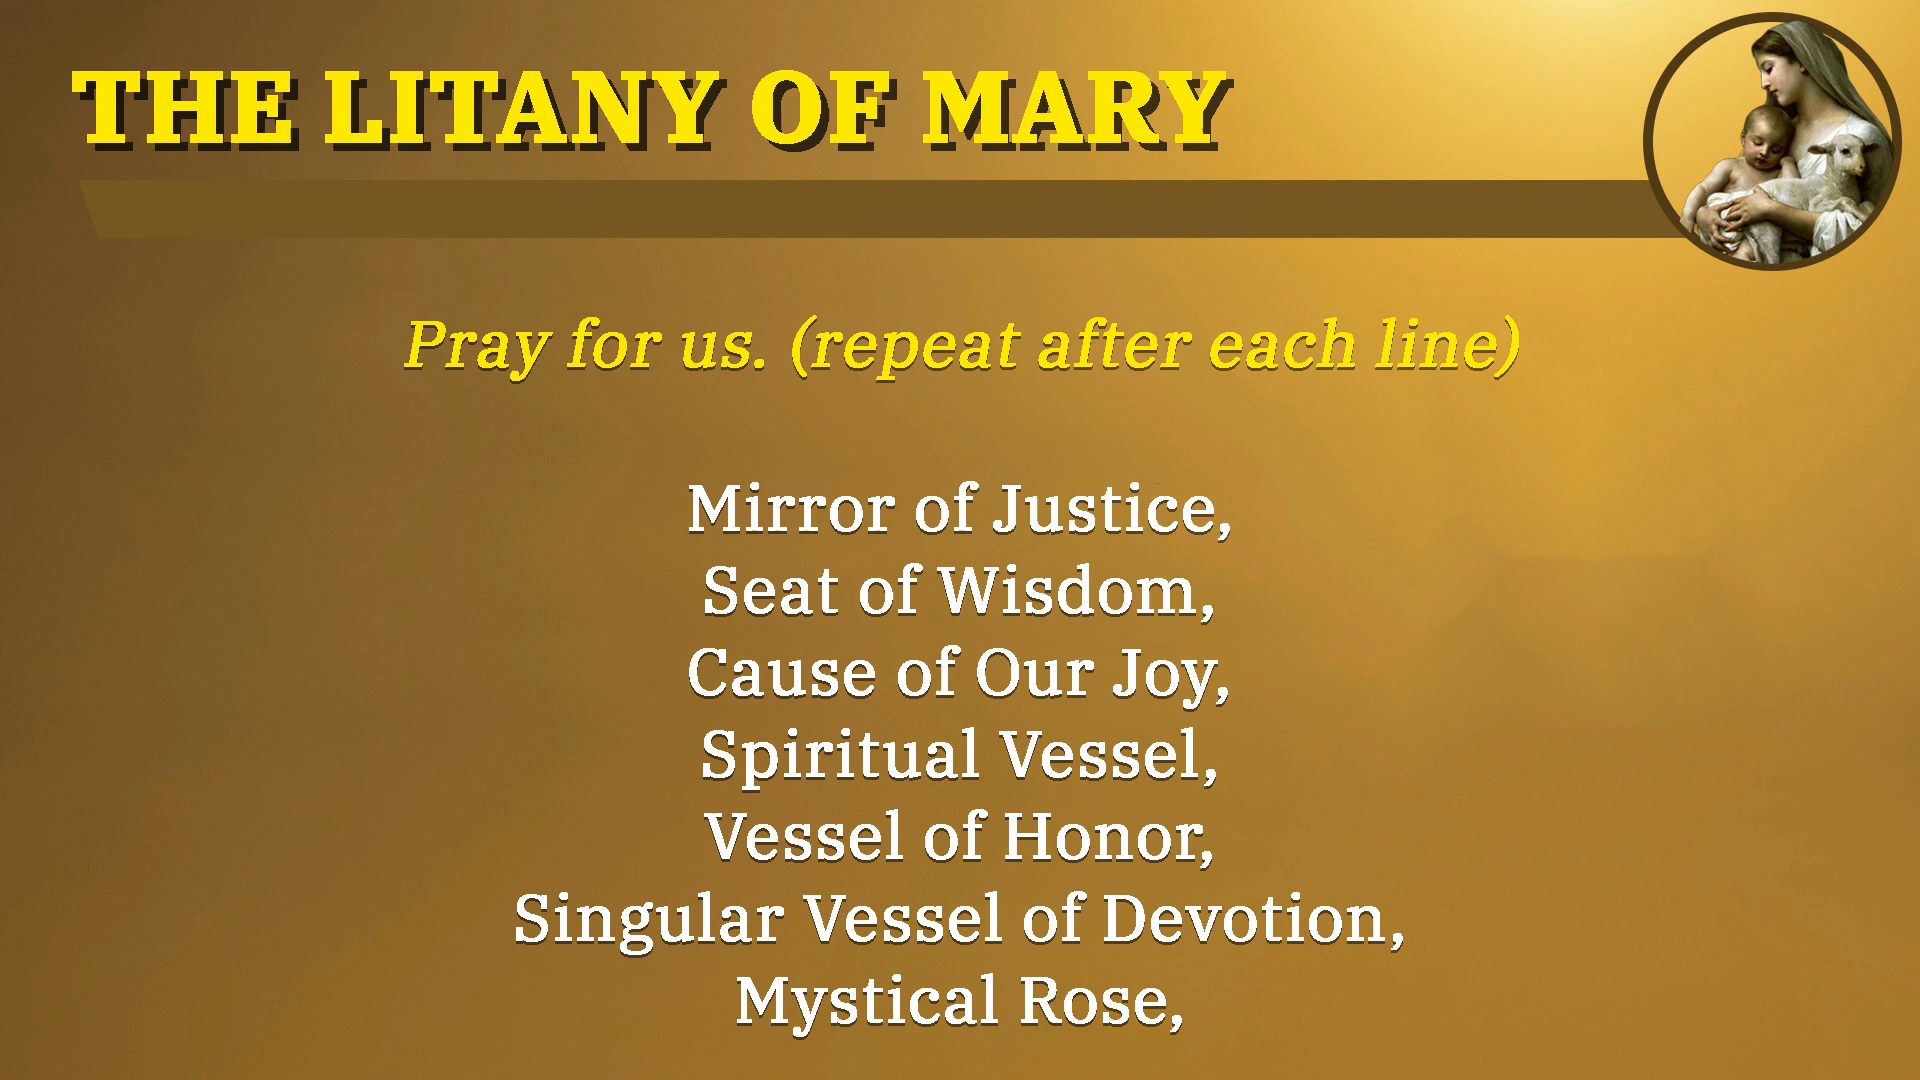 THE LITANY OF MARY
Pray for us. (repeat after each line)
Mirror of Justice,
Seat of Wisdom,
Cause of Our Joy,
Spiritual Vessel,
Vessel of Honor,
Singular Vessel of Devotion,
Mystical Rose,